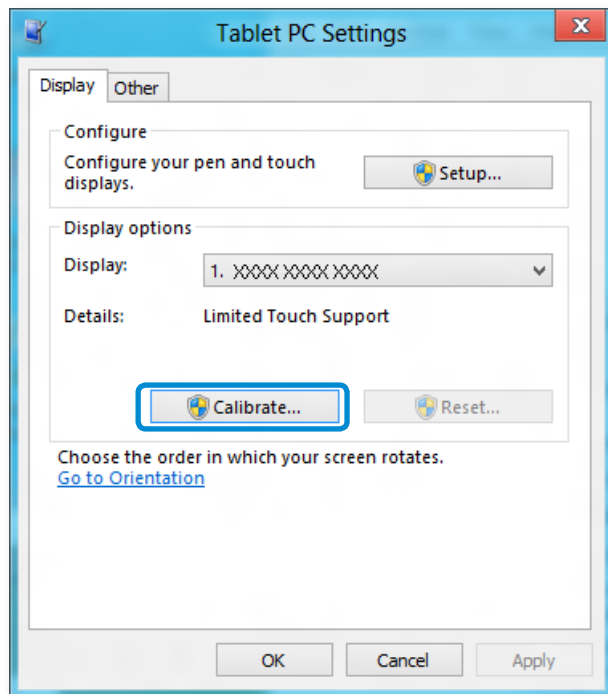 Tablet PC Settings
Display Other
Configure
Configure your pen and touch
displays.
Setup...
Display options
Display:
1. XXXX XXXX XXXX
Details:
Limited Touch Support
Calibrate...
Reset...
Choose the order in which your screen rotates.
Go to Orientation
OK Cancel Apply